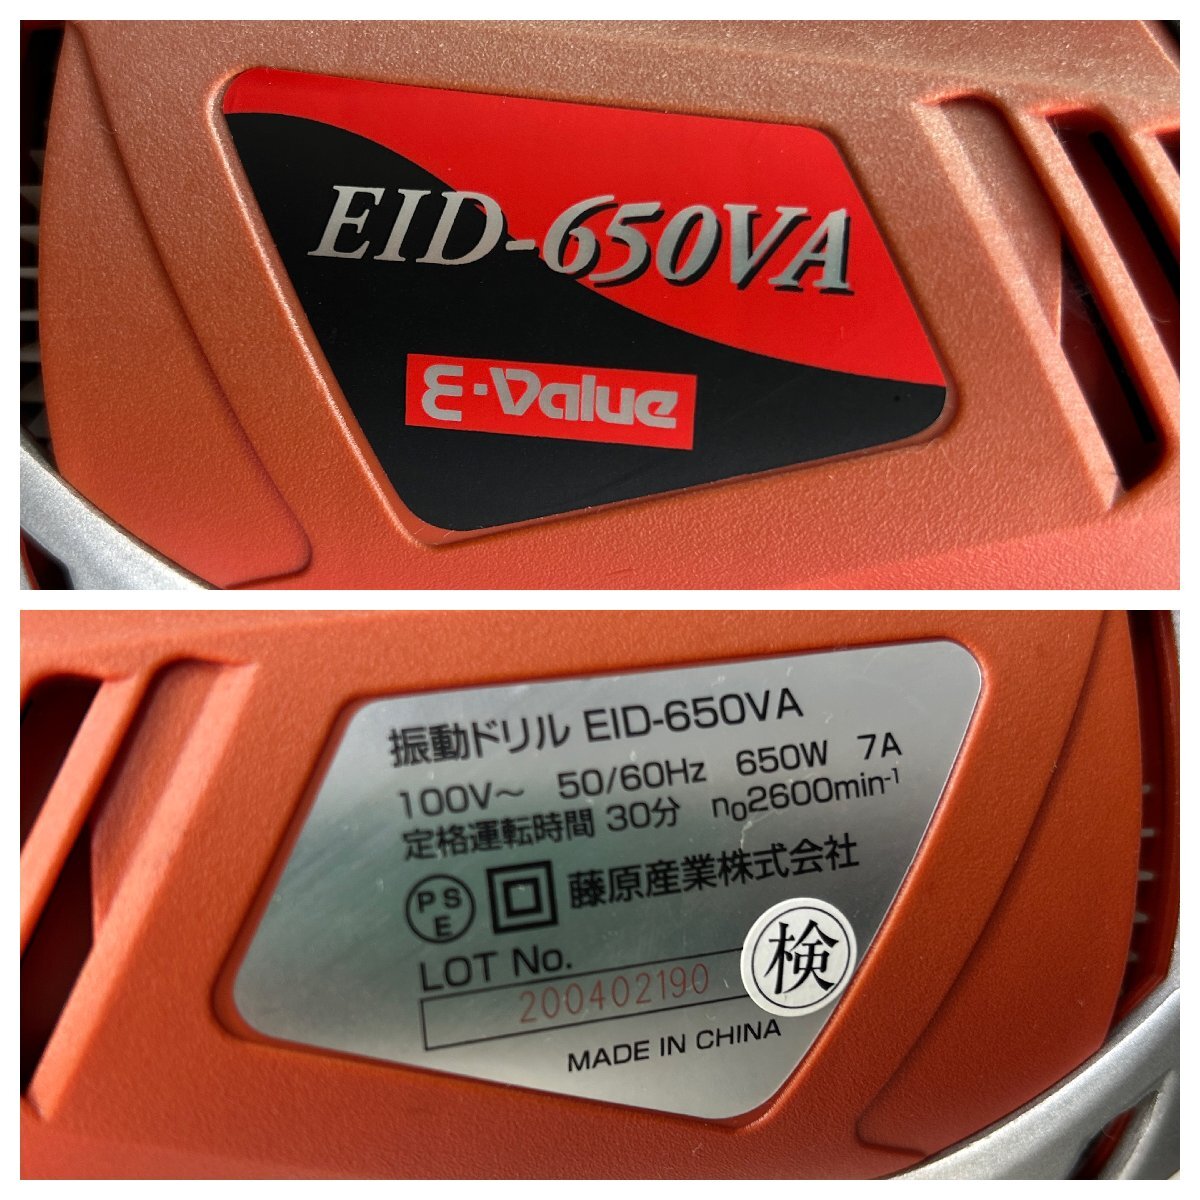 EID-650VA
E·Value
振動ドリル EID-650VA
100V～ 50/60Hz 650W 7A
定格運転時間 30分 n₀2600min⁻¹
PSE 藤原産業株式会社
LOT No.
200402190
検
MADE IN CHINA